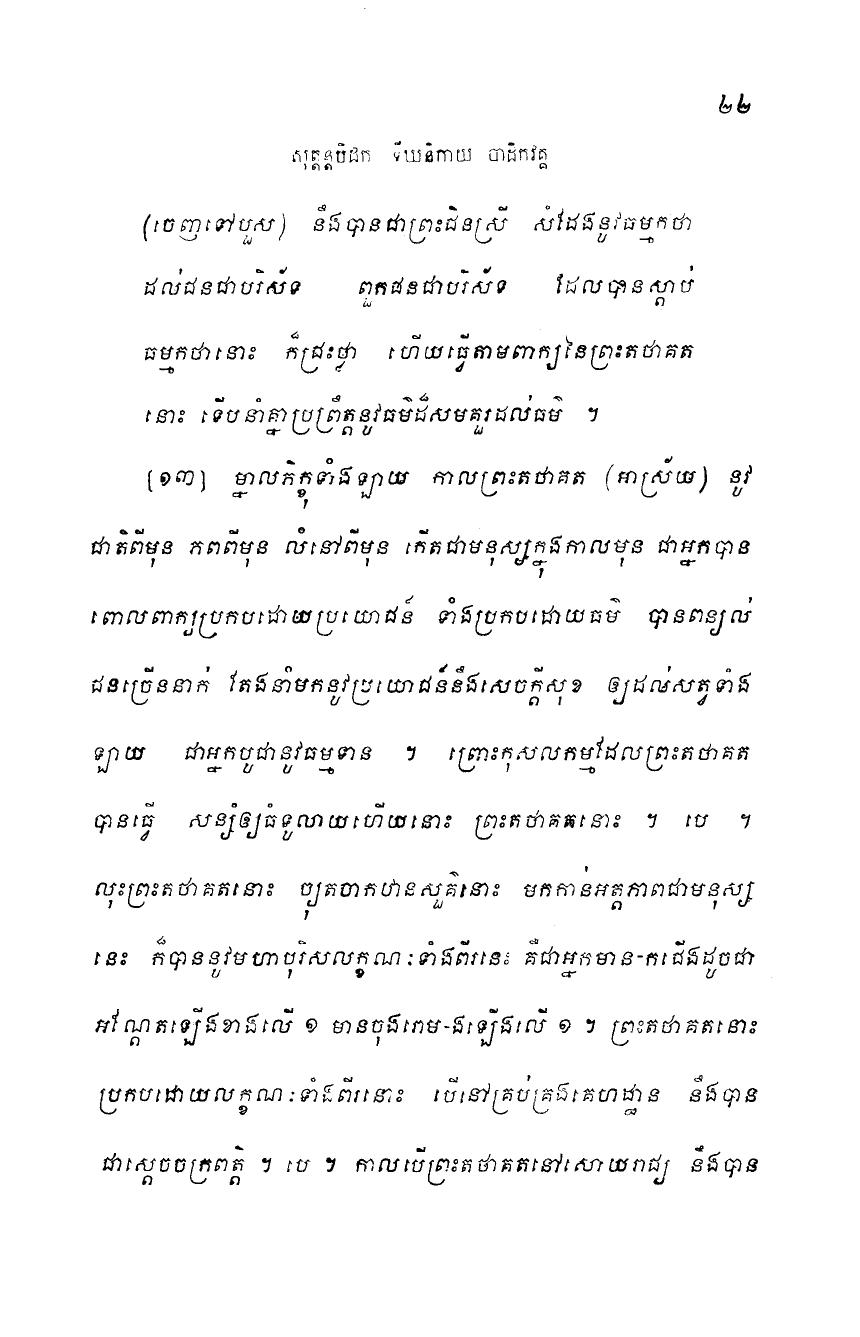 ២២
សុត្តន្តបិដក ទីឃនិកាយ បាដិកវគ្គ
(ចេញទៅបួស) នឹងបានជាព្រះជិនស្រី សំដែងនូវធម្មកថា
ដល់ជនជាបរិស័ទ ពួកជនជាបរិស័ទ ដែលបានស្តាប់
ធម្មកថានោះ ក៏ជ្រះថ្លា ហើយធ្វើតាមពាក្យនៃព្រះតថាគត
នោះ ទើបនាំគ្នាប្រព្រឹត្តនូវធម៌ដ៏សមគួរដល់ធម៌ ។
[១៣] ម្នាលភិក្ខុទាំងឡាយ កាលព្រះតថាគត (អាស្រ័យ) នូវ
ជាតិពីមុន ភពពីមុន លំនៅពីមុន កើតជាមនុស្សក្នុងកាលមុន ជាអ្នកបាន
ពោលពាក្យប្រកបដោយប្រយោជន៍ ទាំងប្រកបដោយធម៌ បានពន្យល់
ជនច្រើននាក់ តែងនាំមកនូវប្រយោជន៍នឹងសេចក្តីសុខ ឲ្យដល់សត្វទាំង
ឡាយ ជាអ្នកបូជានូវធម្មទាន ។ ព្រោះកុសលកម្មដែលព្រះតថាគត
បានធ្វើ សន្សំឲ្យធំទូលាយហើយនោះ ព្រះតថាគតនោះ ។ បេ ។
លុះព្រះតថាគតនោះ ច្យុតចាកឋានសួគ៌នោះ មកកាន់អត្តភាពជាមនុស្ស
នេះ ក៏បាននូវមហាបុរិសលក្ខណៈទាំងពីរនេះ គឺជាអ្នកមាន-កជើងដូចជា
អណ្តែតឡើងខាងលើ ១ មានចុងរោម-ងឡើងលើ ១ ។ ព្រះតថាគតនោះ
ប្រកបដោយលក្ខណៈទាំងពីរនោះ បើនៅគ្រប់គ្រងគេហដ្ឋាន នឹងបាន
ជាស្តេចចក្រពត្តិ ។ បេ ។ កាលបើព្រះតថាគតនៅសោយរាជ្យ នឹងបាន